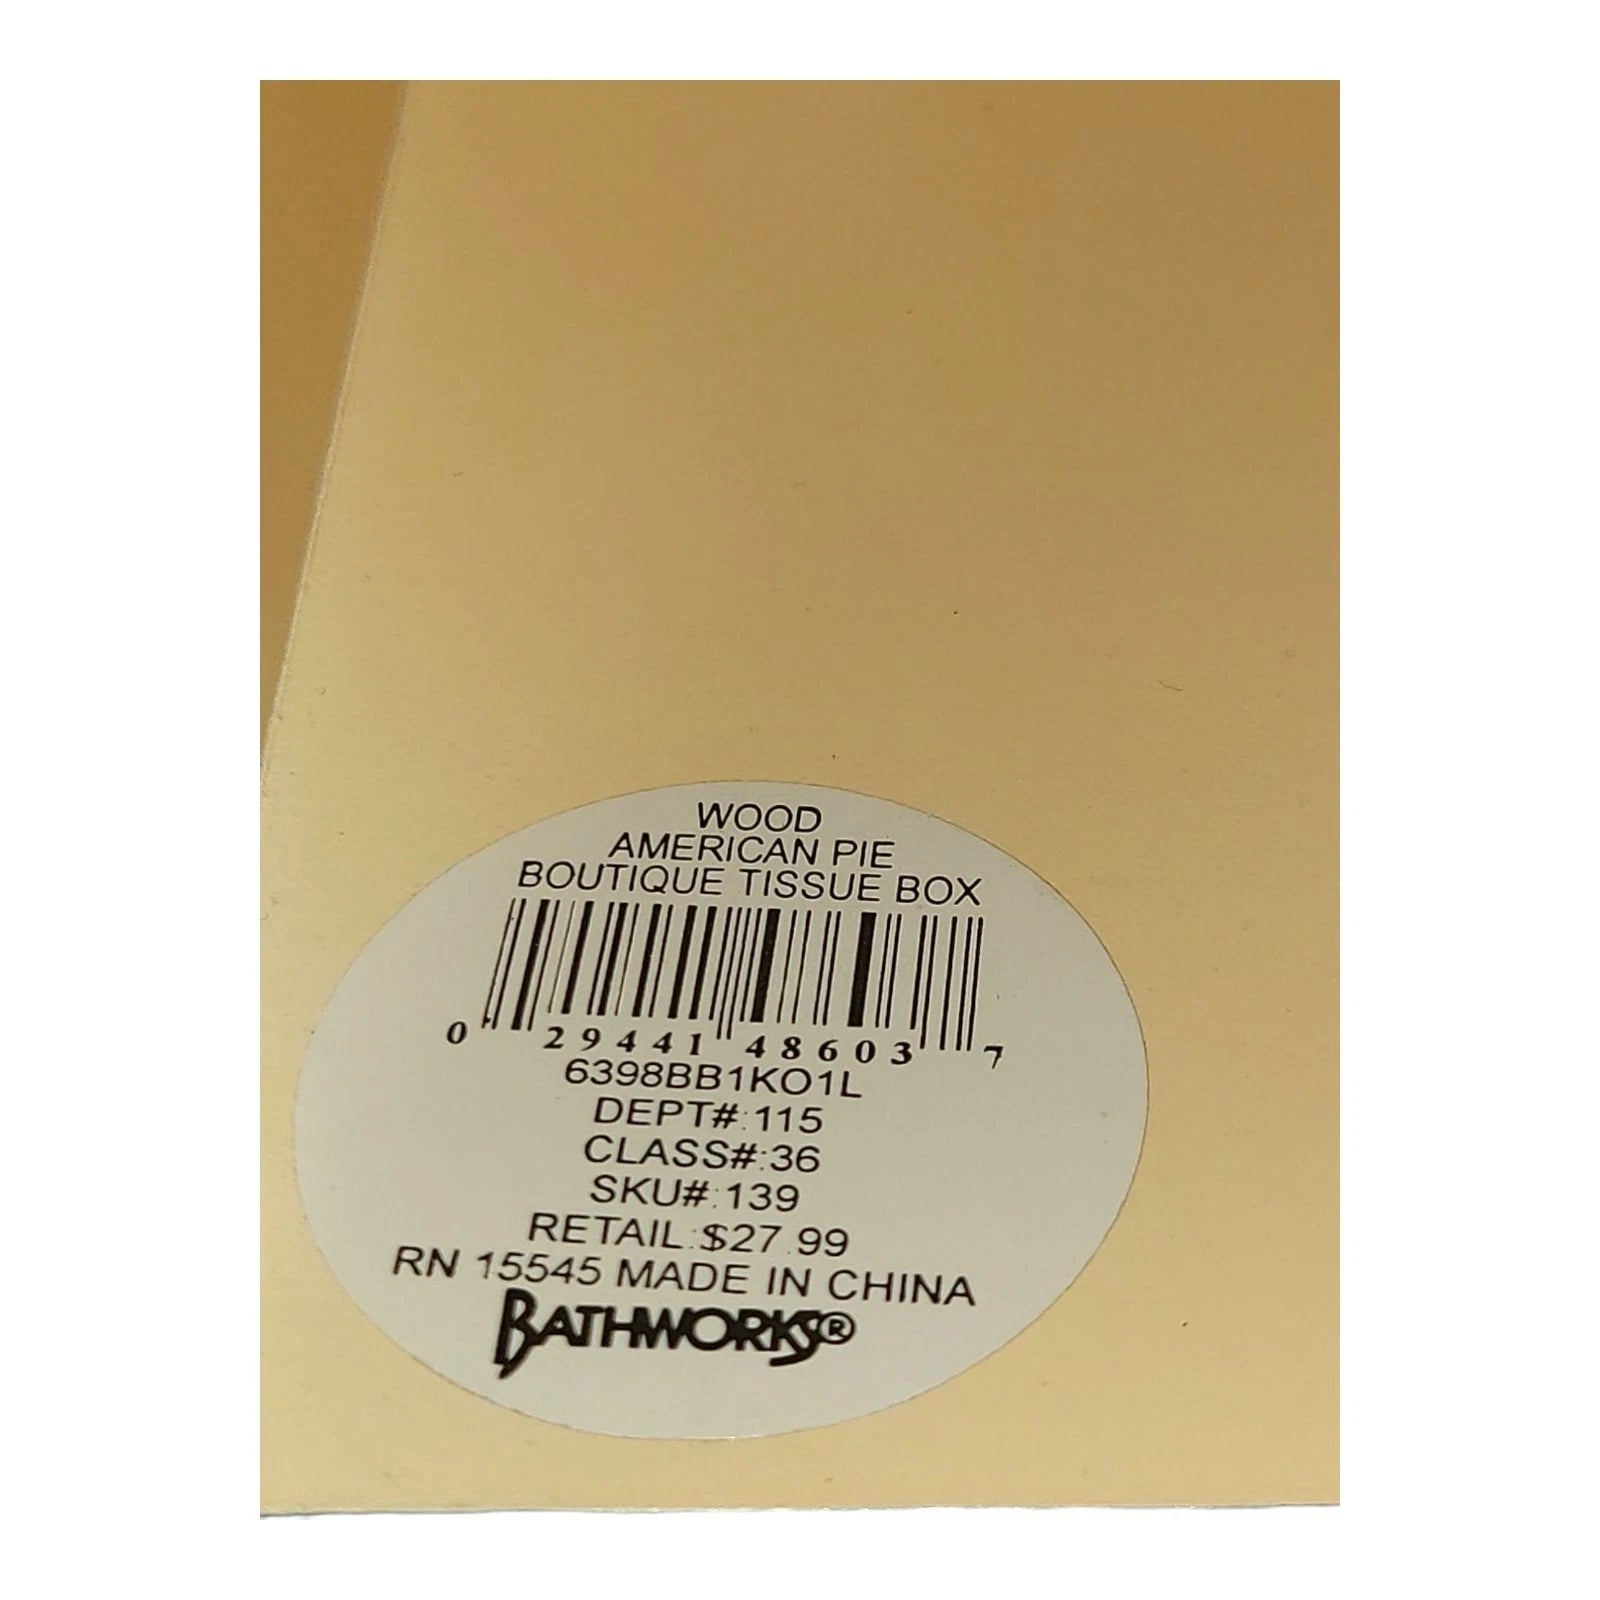 WOOD
AMERICAN PIE
BOUTIQUE TISSUE BOX
0 29441 48603 7
6398BB1KO1L
DEPT#:115
CLASS#:36
SKU#:139
RETAIL:$27.99
RN 15545 MADE IN CHINA
BATHWORKS®